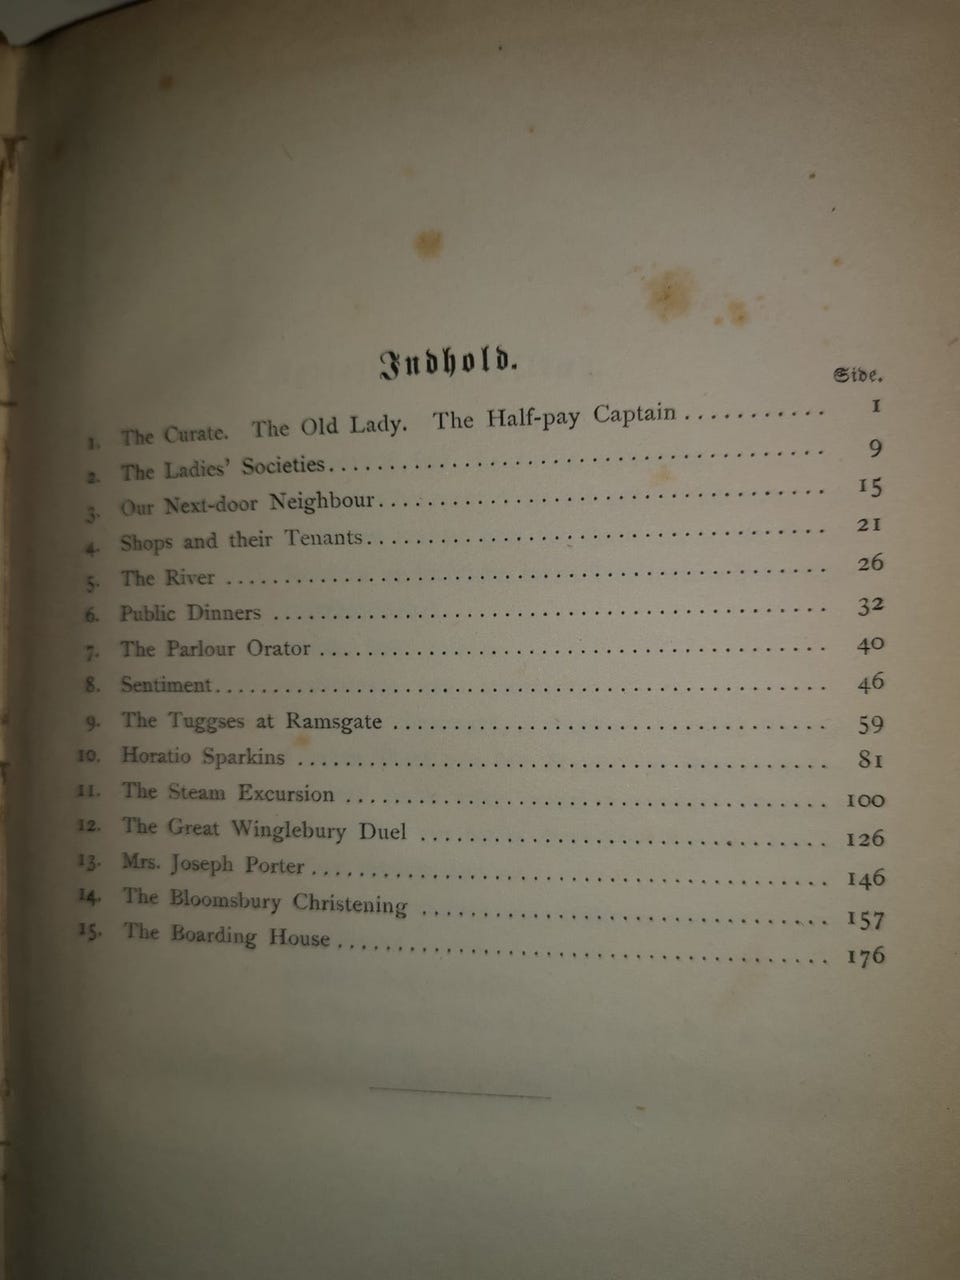 Indhold.
Side.
1. The Curate. The Old Lady. The Half-pay Captain ........... 1
2. The Ladies' Societies.................................. 9
3. Our Next-door Neighbour.............................. 15
4. Shops and their Tenants.............................. 21
5. The River ......................................... 26
6. Public Dinners ..................................... 32
7. The Parlour Orator ................................. 40
8. Sentiment.......................................... 46
9. The Tuggses at Ramsgate ............................ 59
10. Horatio Sparkins ................................... 81
11. The Steam Excursion ................................ 100
12. The Great Winglebury Duel .......................... 126
13. Mrs. Joseph Porter.................................. 146
14. The Bloomsbury Christening .......................... 157
15. The Boarding House ................................. 176